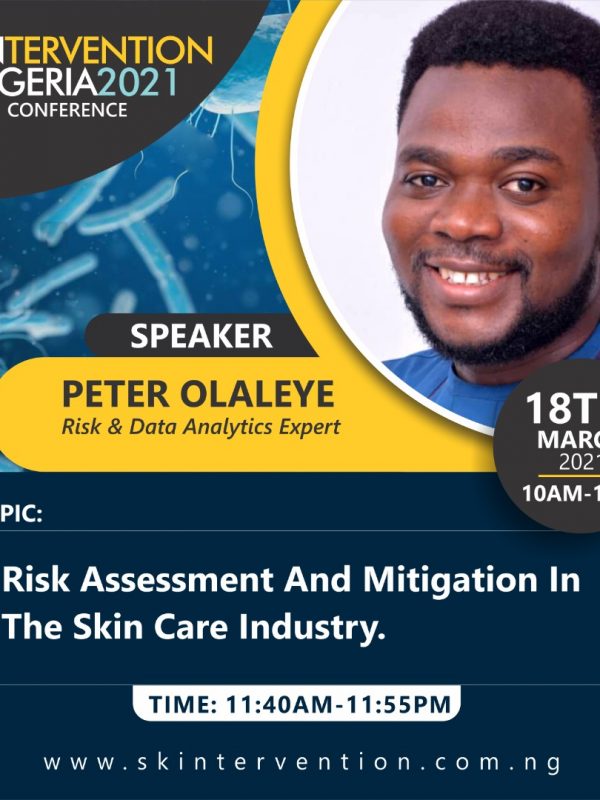 NTERVENTION
GERIA2021
CONFERENCE
SPEAKER
PETER OLALEYE
Risk & Data Analytics Expert
18T
MARC
2021
10AM-1
PIC:
Risk Assessment And Mitigation In
The Skin Care Industry.
TIME: 11:40AM-11:55PM
www.skintervention.com.ng